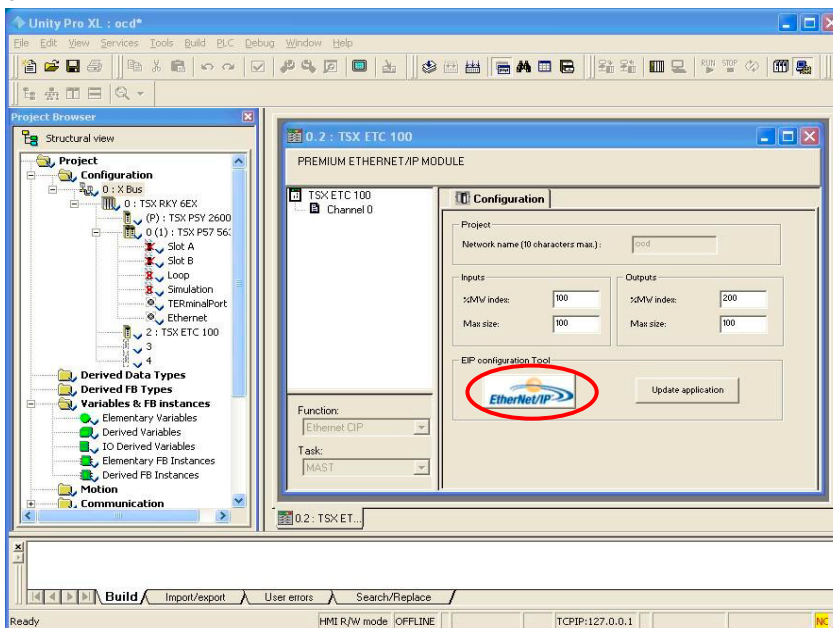 Unity Pro XL : ocd*
File Edit View Services Tools Build PLC Debug Window Help
RUN STOP
Project Browser
Structural view
Project
Configuration
0 : X Bus
0 : TSX RKY 6EX
(P) : TSX PSY 2600
0 (1) : TSX P57 56
Slot A
Slot B
Loop
Simulation
TERminalPort
Ethernet
2 : TSX ETC 100
3
4
Derived Data Types
Derived FB Types
Variables & FB instances
Elementary Variables
Derived Variables
IO Derived Variables
Elementary FB Instances
Derived FB Instances
Motion
Communication
0.2 : TSX ETC 100
PREMIUM ETHERNET/IP MODULE
TSX ETC 100
Channel 0
Function:
Ethernet CIP
Task:
MAST
Configuration
Project
Network name (10 characters max.) : ocd
Inputs
%MW index: 100
Max size: 100
Outputs
%MW index: 200
Max size: 100
EIP configuration Tool
EtherNet/IP
Update application
0.2 : TSX ET...
Build Import/export User errors Search/Replace
Ready HMI R/W mode OFFLINE TCPIP:127.0.0.1 NC